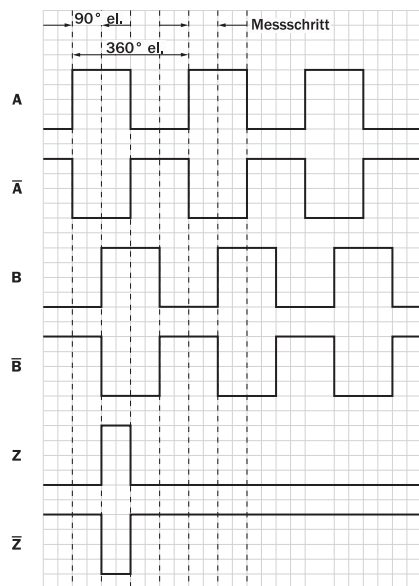 90° el.
Messschritt
360° el.
A
A̅
B
B̅
Z
Z̅